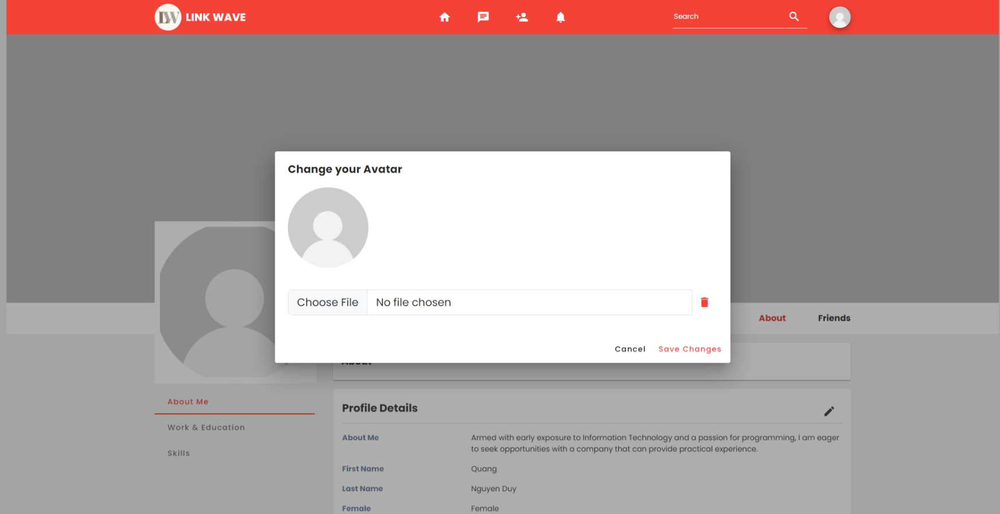 LW LINK WAVE
Search
Change your Avatar
Choose File No file chosen
Cancel Save Changes
About Friends
About
About Me
Work & Education
Skills
Profile Details
About Me Armed with early exposure to Information Technology and a passion for programming, I am eager
to seek opportunities with a company that can provide practical experience.
First Name Quang
Last Name Nguyen Duy
Female Female